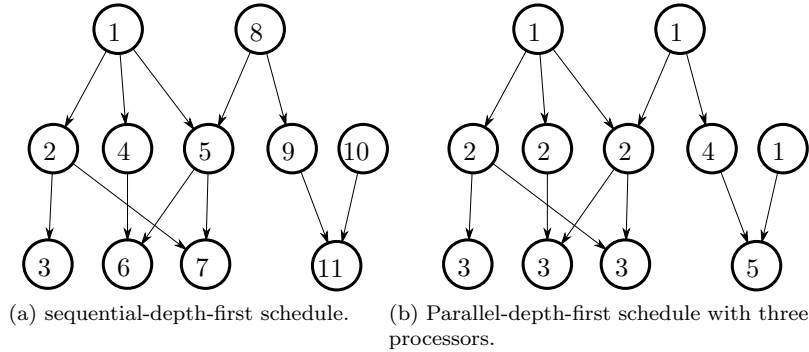 1 8 1 1
2 4 5 9 10 2 2 2 4 1
3 6 7 11 3 3 3 5
(a) sequential-depth-first schedule.
(b) Parallel-depth-first schedule with three
processors.